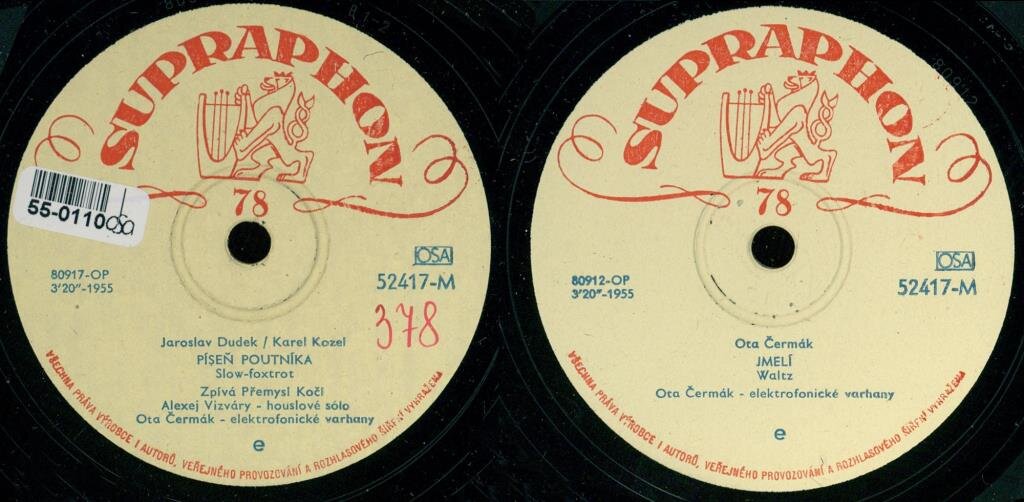 SUPRAPHON
78
55-0110
OSA
80917-OP
3'20"-1955
52417-M
378
Jaroslav Dudek / Karel Kozel
PÍSEŇ POUTNÍKA
Slow-foxtrot
Zpívá Přemysl Kočí
Alexej Vizváry - houslové sólo
Ota Čermák - elektrofonické varhany
e
VŠECHNA PRÁVA VÝROBCE I AUTORŮ, VEŘEJNÉHO PROVOZOVÁNÍ A ROZHLASOVÉHO ŠÍŘENÍ VYHRAŽENA
SUPRAPHON
78
OSA
80912-OP
3'20"-1955
52417-M
Ota Čermák
JMELÍ
Waltz
Ota Čermák - elektrofonické varhany
e
VŠECHNA PRÁVA VÝROBCE I AUTORŮ, VEŘEJNÉHO PROVOZOVÁNÍ A ROZHLASOVÉHO ŠÍŘENÍ VYHRAŽENA